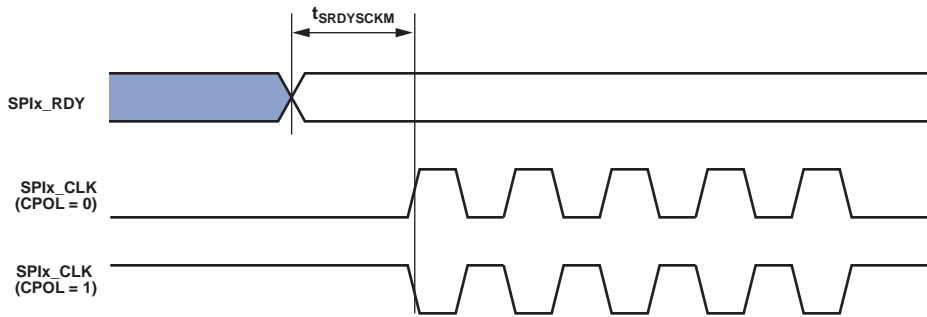 tSRDYSCKM
SPIx_RDY
SPIx_CLK
(CPOL = 0)
SPIx_CLK
(CPOL = 1)